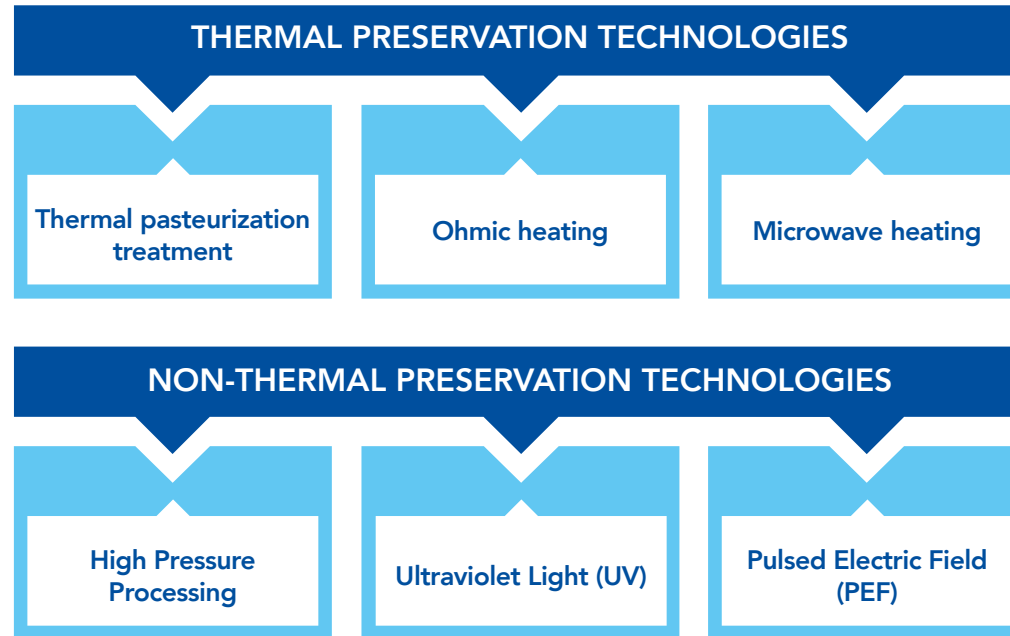 THERMAL PRESERVATION TECHNOLOGIES
Thermal pasteurization
treatment
Ohmic heating
Microwave heating
NON-THERMAL PRESERVATION TECHNOLOGIES
High Pressure
Processing
Ultraviolet Light (UV)
Pulsed Electric Field
(PEF)